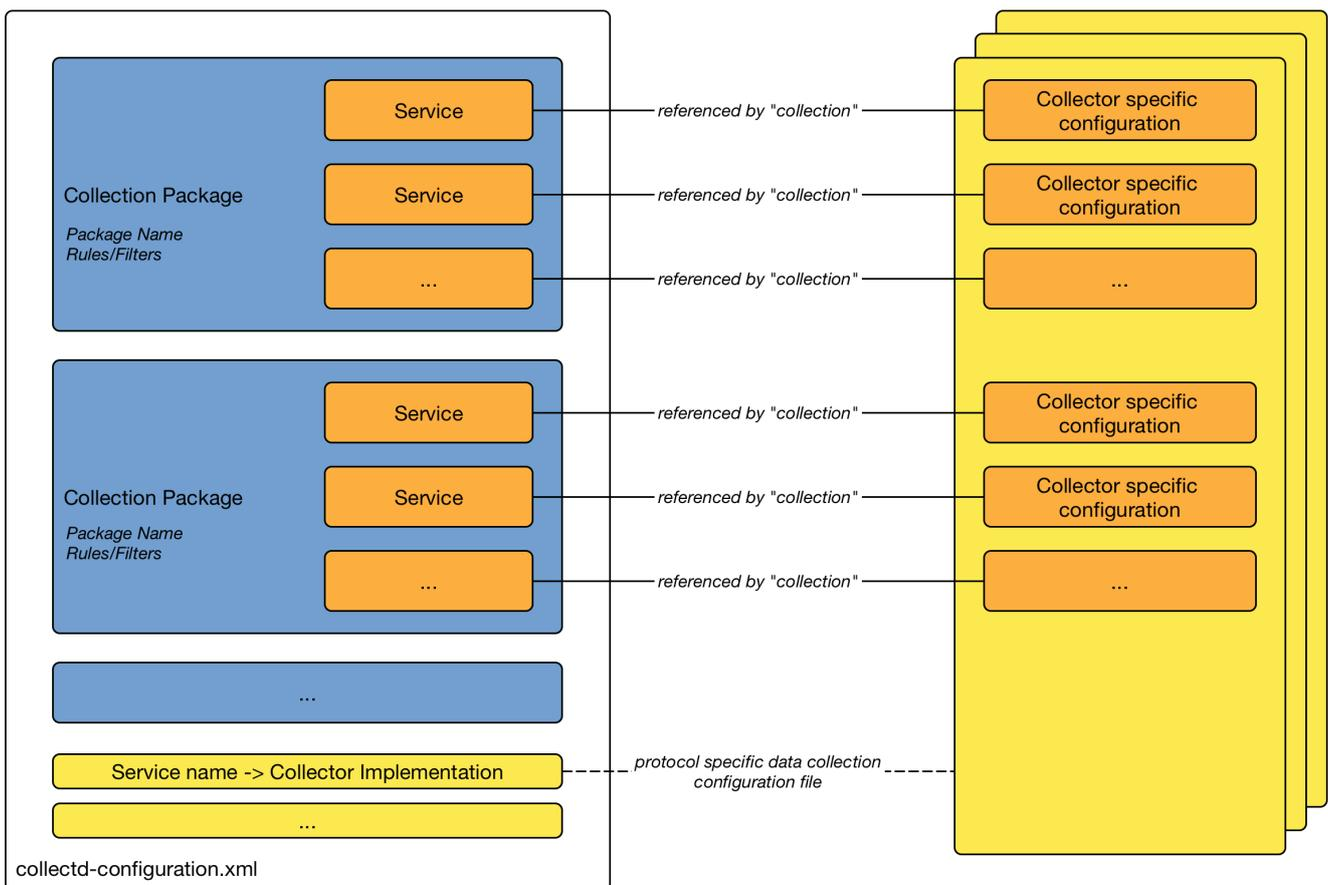 Service
referenced by "collection"
Collector specific
configuration
Collection Package
Package Name
Rules/Filters
Service
referenced by "collection"
Collector specific
configuration
...
referenced by "collection"
...
Service
referenced by "collection"
Collector specific
configuration
Collection Package
Package Name
Rules/Filters
Service
referenced by "collection"
Collector specific
configuration
...
referenced by "collection"
...
...
Service name -> Collector Implementation
protocol specific data collection
configuration file
...
collectd-configuration.xml